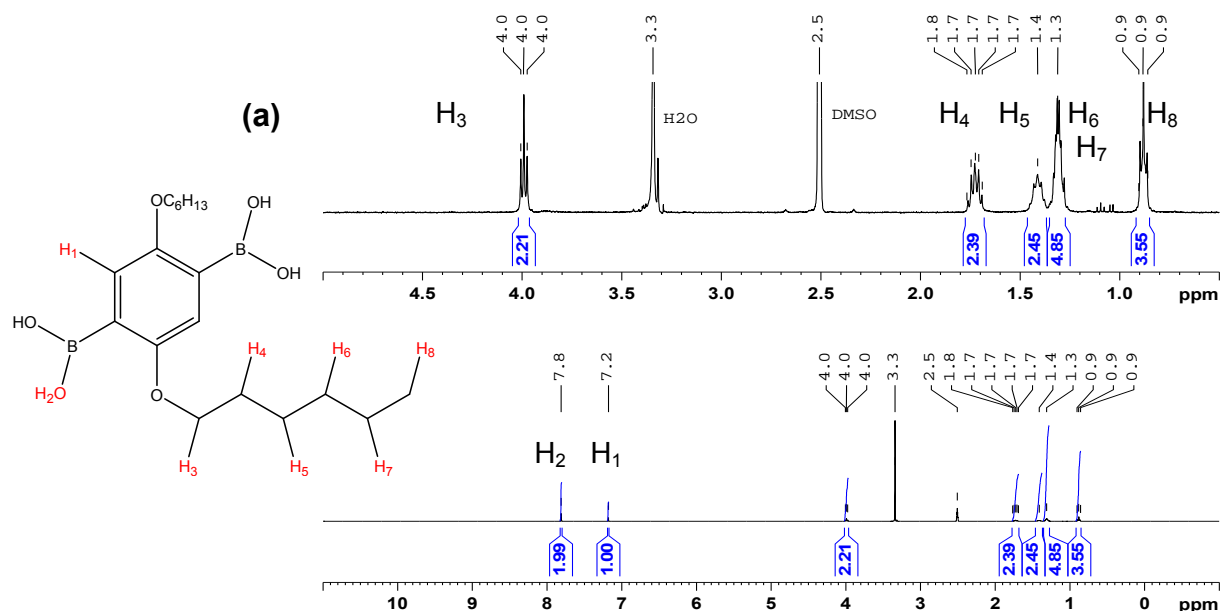 4.0
4.0
4.0
3.3
2.5
1.8
1.7
1.7
1.7
1.7
1.4
1.3
0.9
0.9
0.9
(a)
H3
H2O
DMSO
H4
H5
H6
H7
H8
2.21
2.39
2.45
4.85
3.55
4.5 4.0 3.5 3.0 2.5 2.0 1.5 1.0 ppm
OC6H13
OH
B
OH
H1
HO
B
H2O
O
H4
H6
H8
H3
H5
H7
7.8
7.2
4.0
4.0
4.0
3.3
2.5
1.8
1.7
1.7
1.7
1.7
1.4
1.3
0.9
0.9
0.9
H2
H1
1.99
1.00
2.21
2.39
2.45
4.85
3.55
10 9 8 7 6 5 4 3 2 1 0 ppm